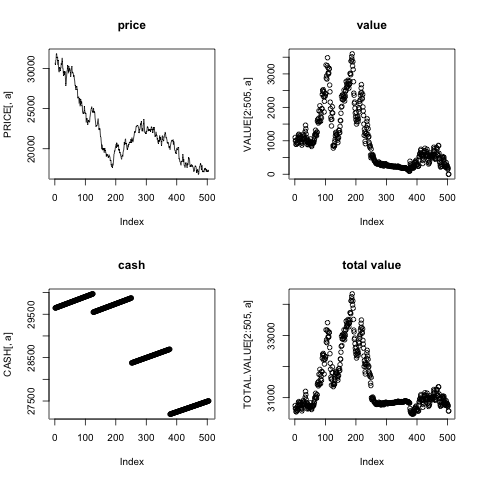 price
PRICE[, a]
20000 25000 30000
0 100 200 300 400 500
Index
value
VALUE[2:505, a]
0 1000 2000 3000
0 100 200 300 400 500
Index
cash
CASH[, a]
27500 28500 29500
0 100 200 300 400 500
Index
total value
TOTAL.VALUE[2:505, a]
31000 33000
0 100 200 300 400 500
Index